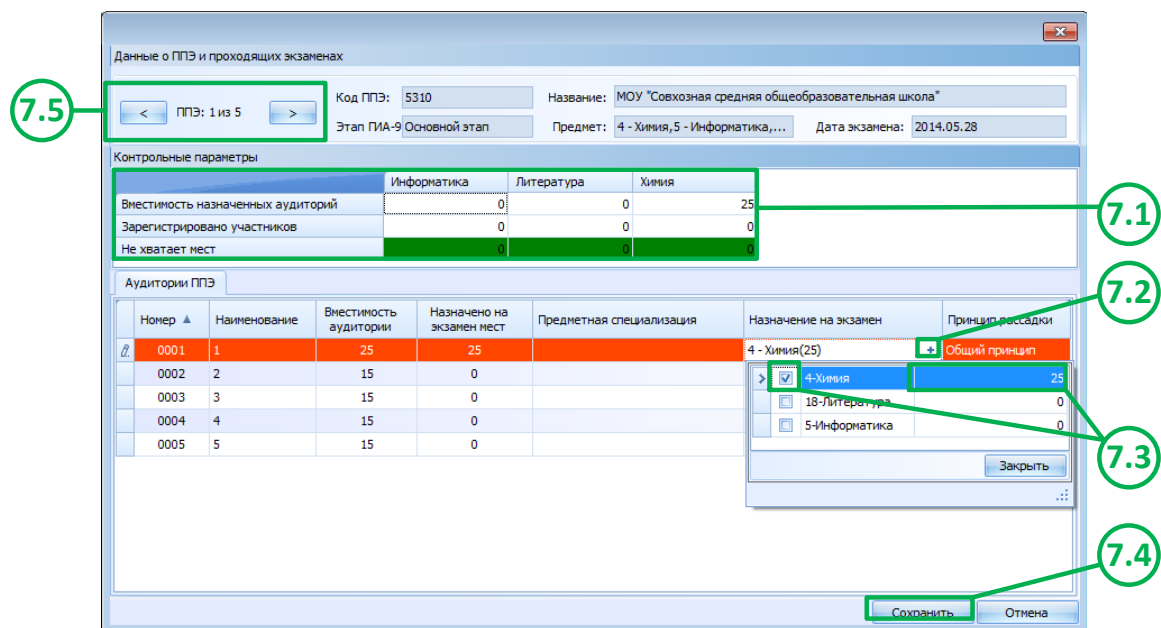 Данные о ППЭ и проходящих экзаменах
7.5
< ППЭ: 1 из 5 >
Код ППЭ: 5310 Название: МОУ "Совхозная средняя общеобразовательная школа"
Этап ГИА-9 Основной этап Предмет: 4 - Химия,5 - Информатика,... Дата экзамена: 2014.05.28
Контрольные параметры
Информатика Литература Химия
Вместимость назначенных аудиторий 0 0 25
Зарегистрировано участников 0 0 0
Не хватает мест 0 0 0
7.1
Аудитории ППЭ
7.2
Номер Наименование Вместимость аудитории Назначено на экзамен мест Предметная специализация Назначение на экзамен Принцип рассадки
0001 1 25 25 4 - Химия(25) + Общий принцип
0002 2 15 0
0003 3 15 0
0004 4 15 0
0005 5 15 0
4-Химия 25
18-Литература 0
5-Информатика 0
7.3
Закрыть
7.4
Сохранить Отмена